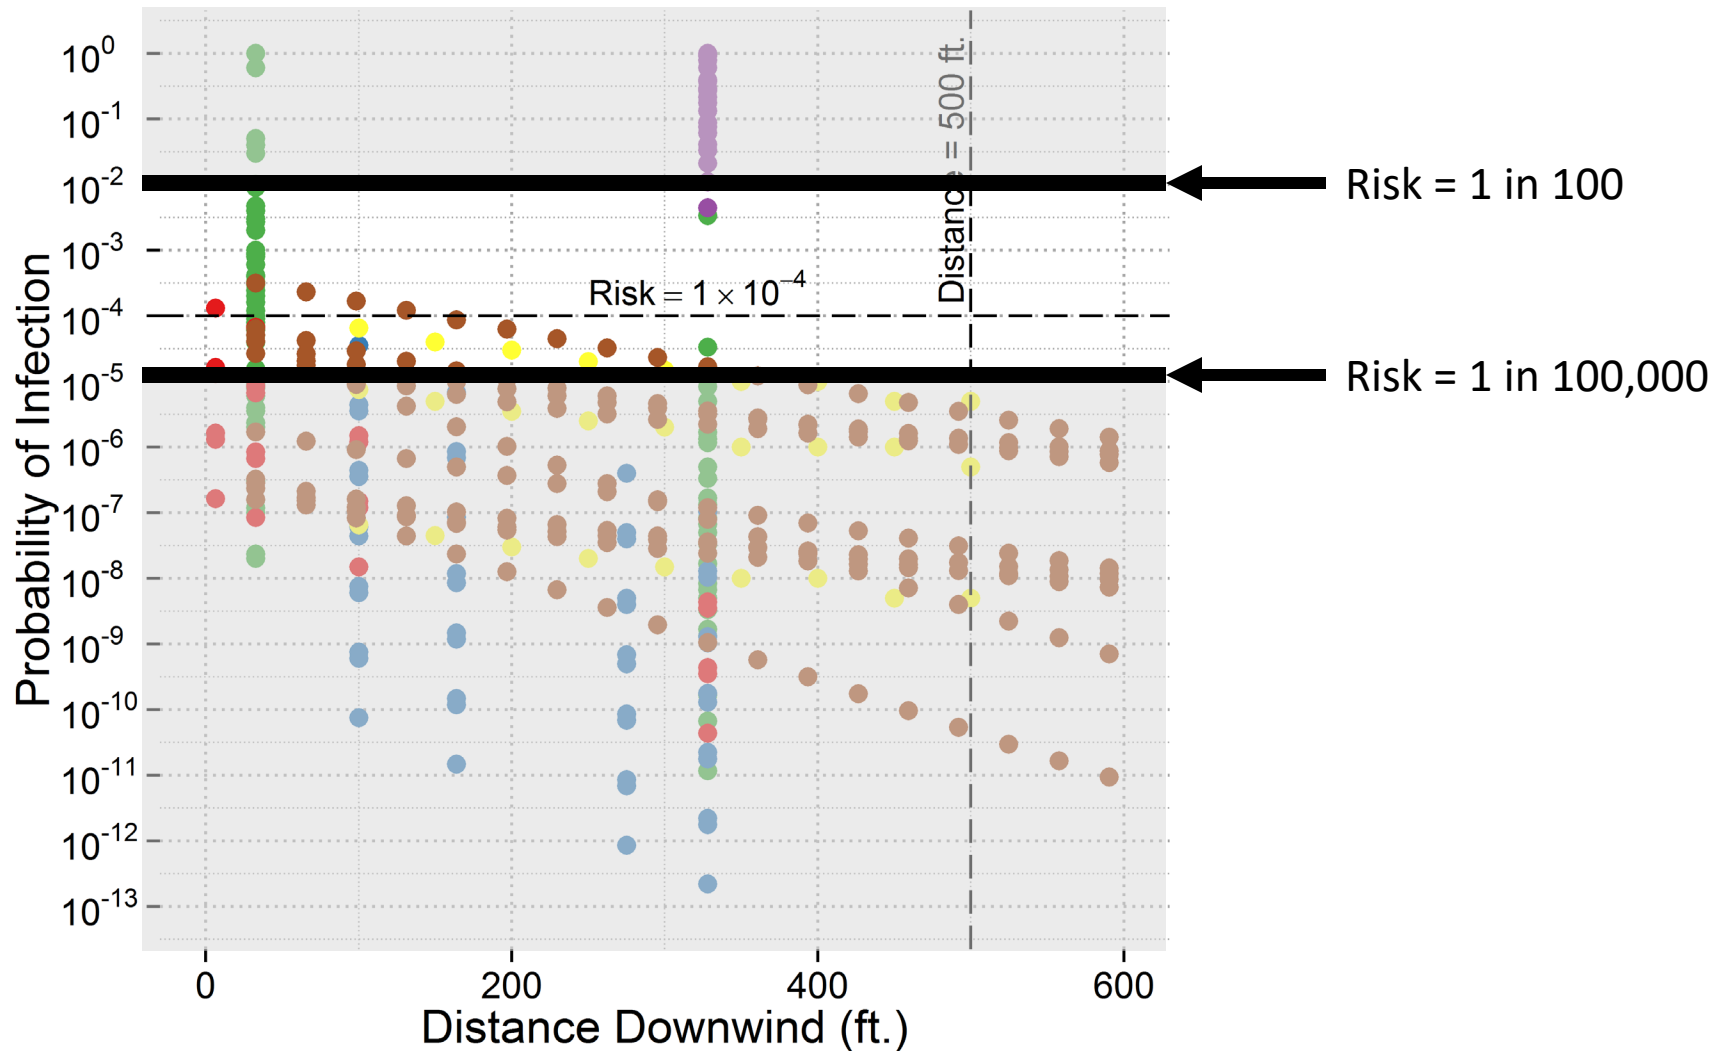 10^0
10^-1
10^-2
10^-3
10^-4
10^-5
10^-6
10^-7
10^-8
10^-9
10^-10
10^-11
10^-12
10^-13
Probability of Infection
Distance = 500 ft.
Risk = 1 × 10^-4
Risk = 1 in 100
Risk = 1 in 100,000
0 200 400 600
Distance Downwind (ft.)